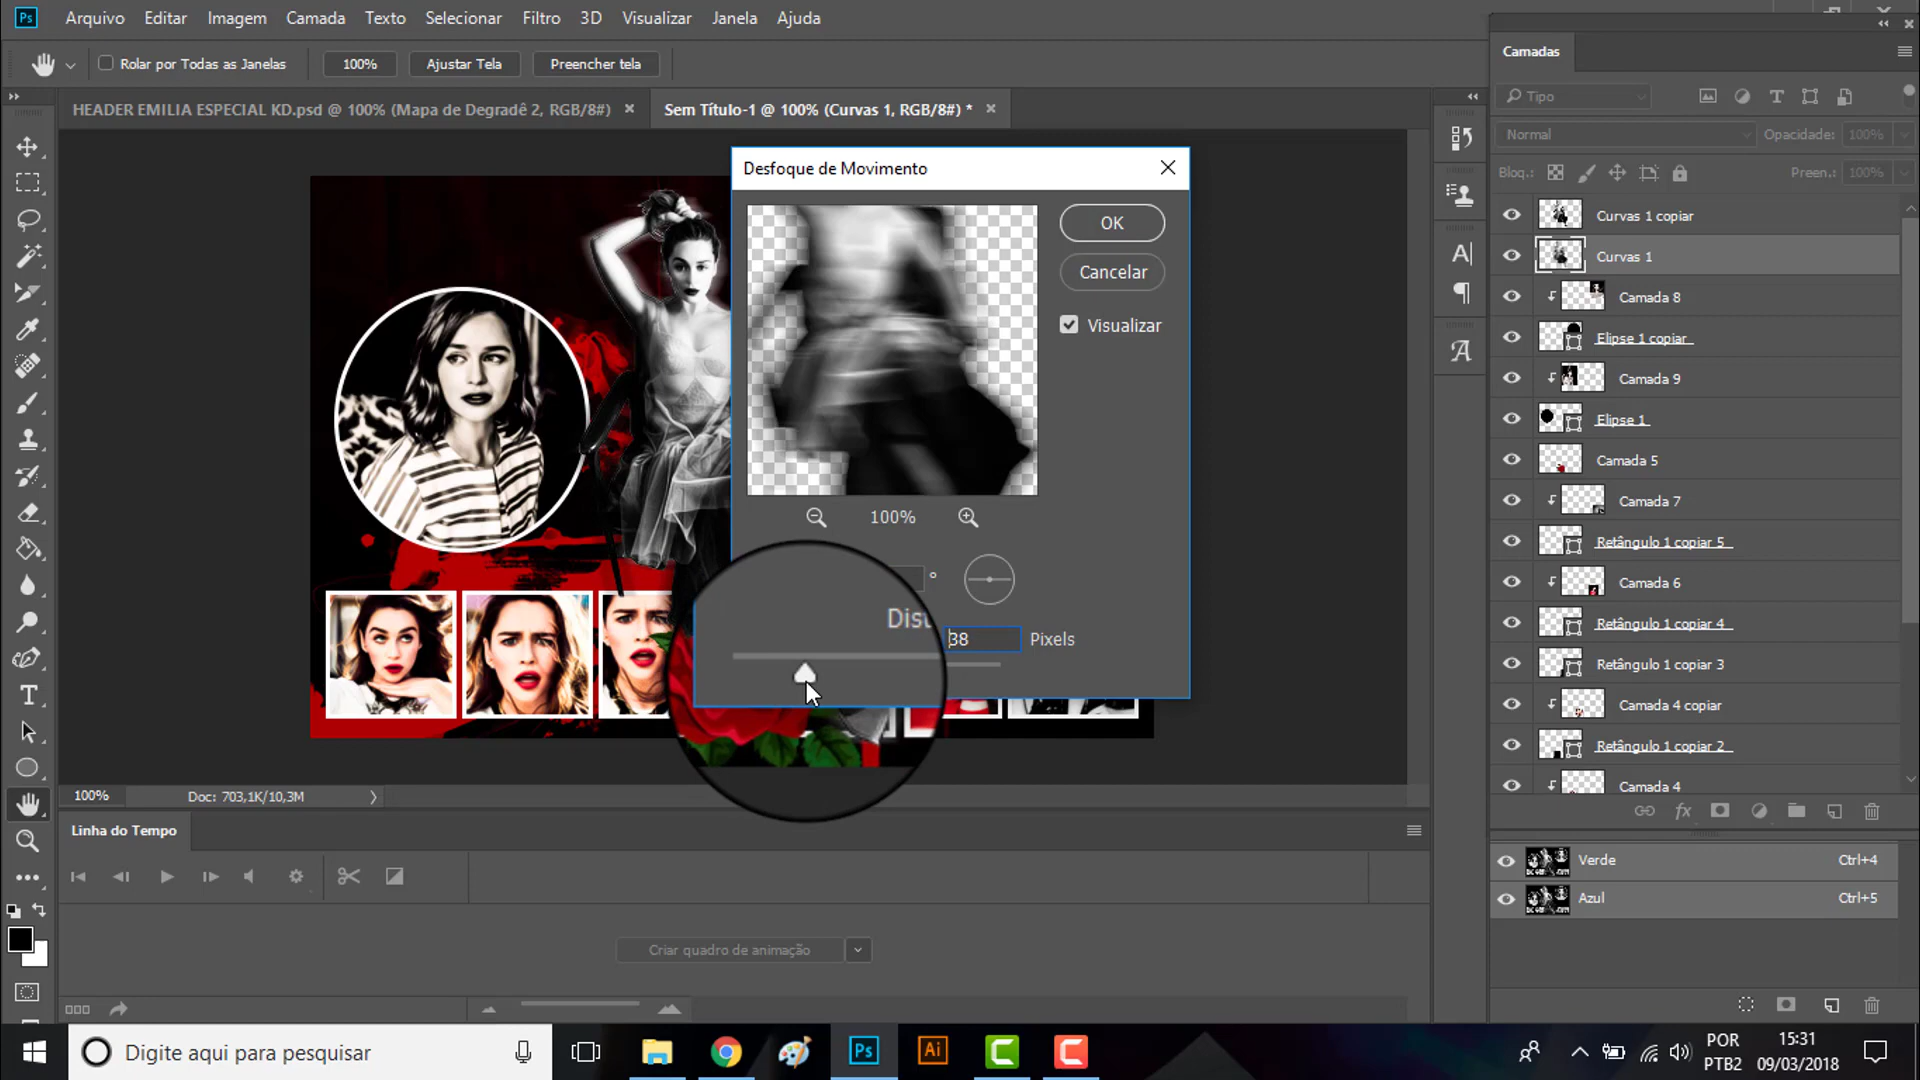 Ps Arquivo Editar Imagem Camada Texto Selecionar Filtro 3D Visualizar Janela Ajuda
Rolar por Todas as Janelas 100% Ajustar Tela Preencher tela
HEADER EMILIA ESPECIAL KD.psd @ 100% (Mapa de Degradê 2, RGB/8#) × Sem Título-1 @ 100% (Curvas 1, RGB/8#) * ×
Desfoque de Movimento
OK
Cancelar
Visualizar
100%
°
Dist
38 Pixels
Camadas
Tipo
Normal Opacidade: 100%
Bloq.: Preen.: 100%
Curvas 1 copiar
Curvas 1
Camada 8
Elipse 1 copiar
Camada 9
Elipse 1
Camada 5
Camada 7
Retângulo 1 copiar 5
Camada 6
Retângulo 1 copiar 4
Retângulo 1 copiar 3
Camada 4 copiar
Retângulo 1 copiar 2
Camada 4
fx
Verde Ctrl+4
Azul Ctrl+5
100% Doc: 703,1K/10,3M
Linha do Tempo
Criar quadro de animação
Digite aqui para pesquisar
Ps Ai
POR
PTB2
15:31
09/03/2018